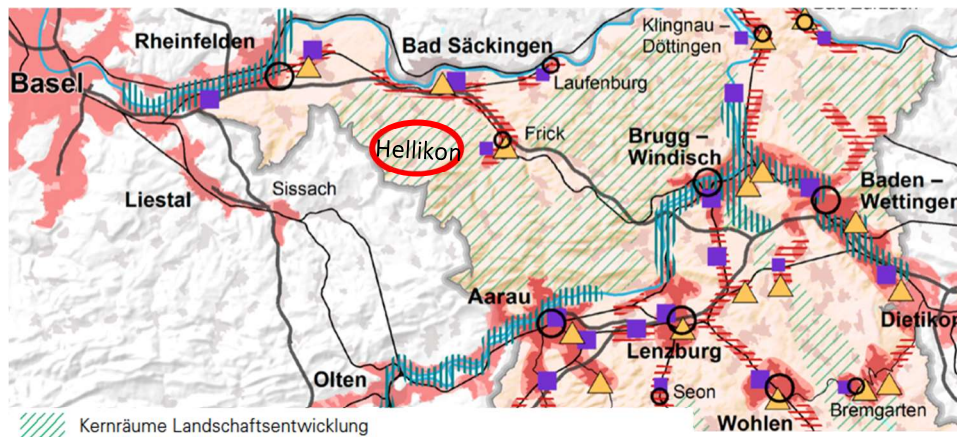 Klingnau –
Döttingen
Rheinfelden
Bad Säckingen
Basel
Laufenburg
Frick
Hellikon
Brugg –
Windisch
Baden –
Wettingen
Liestal
Sissach
Aarau
Dietikon
Lenzburg
Olten
Seon
Wohlen
Bremgarten
Kernräume Landschaftsentwicklung